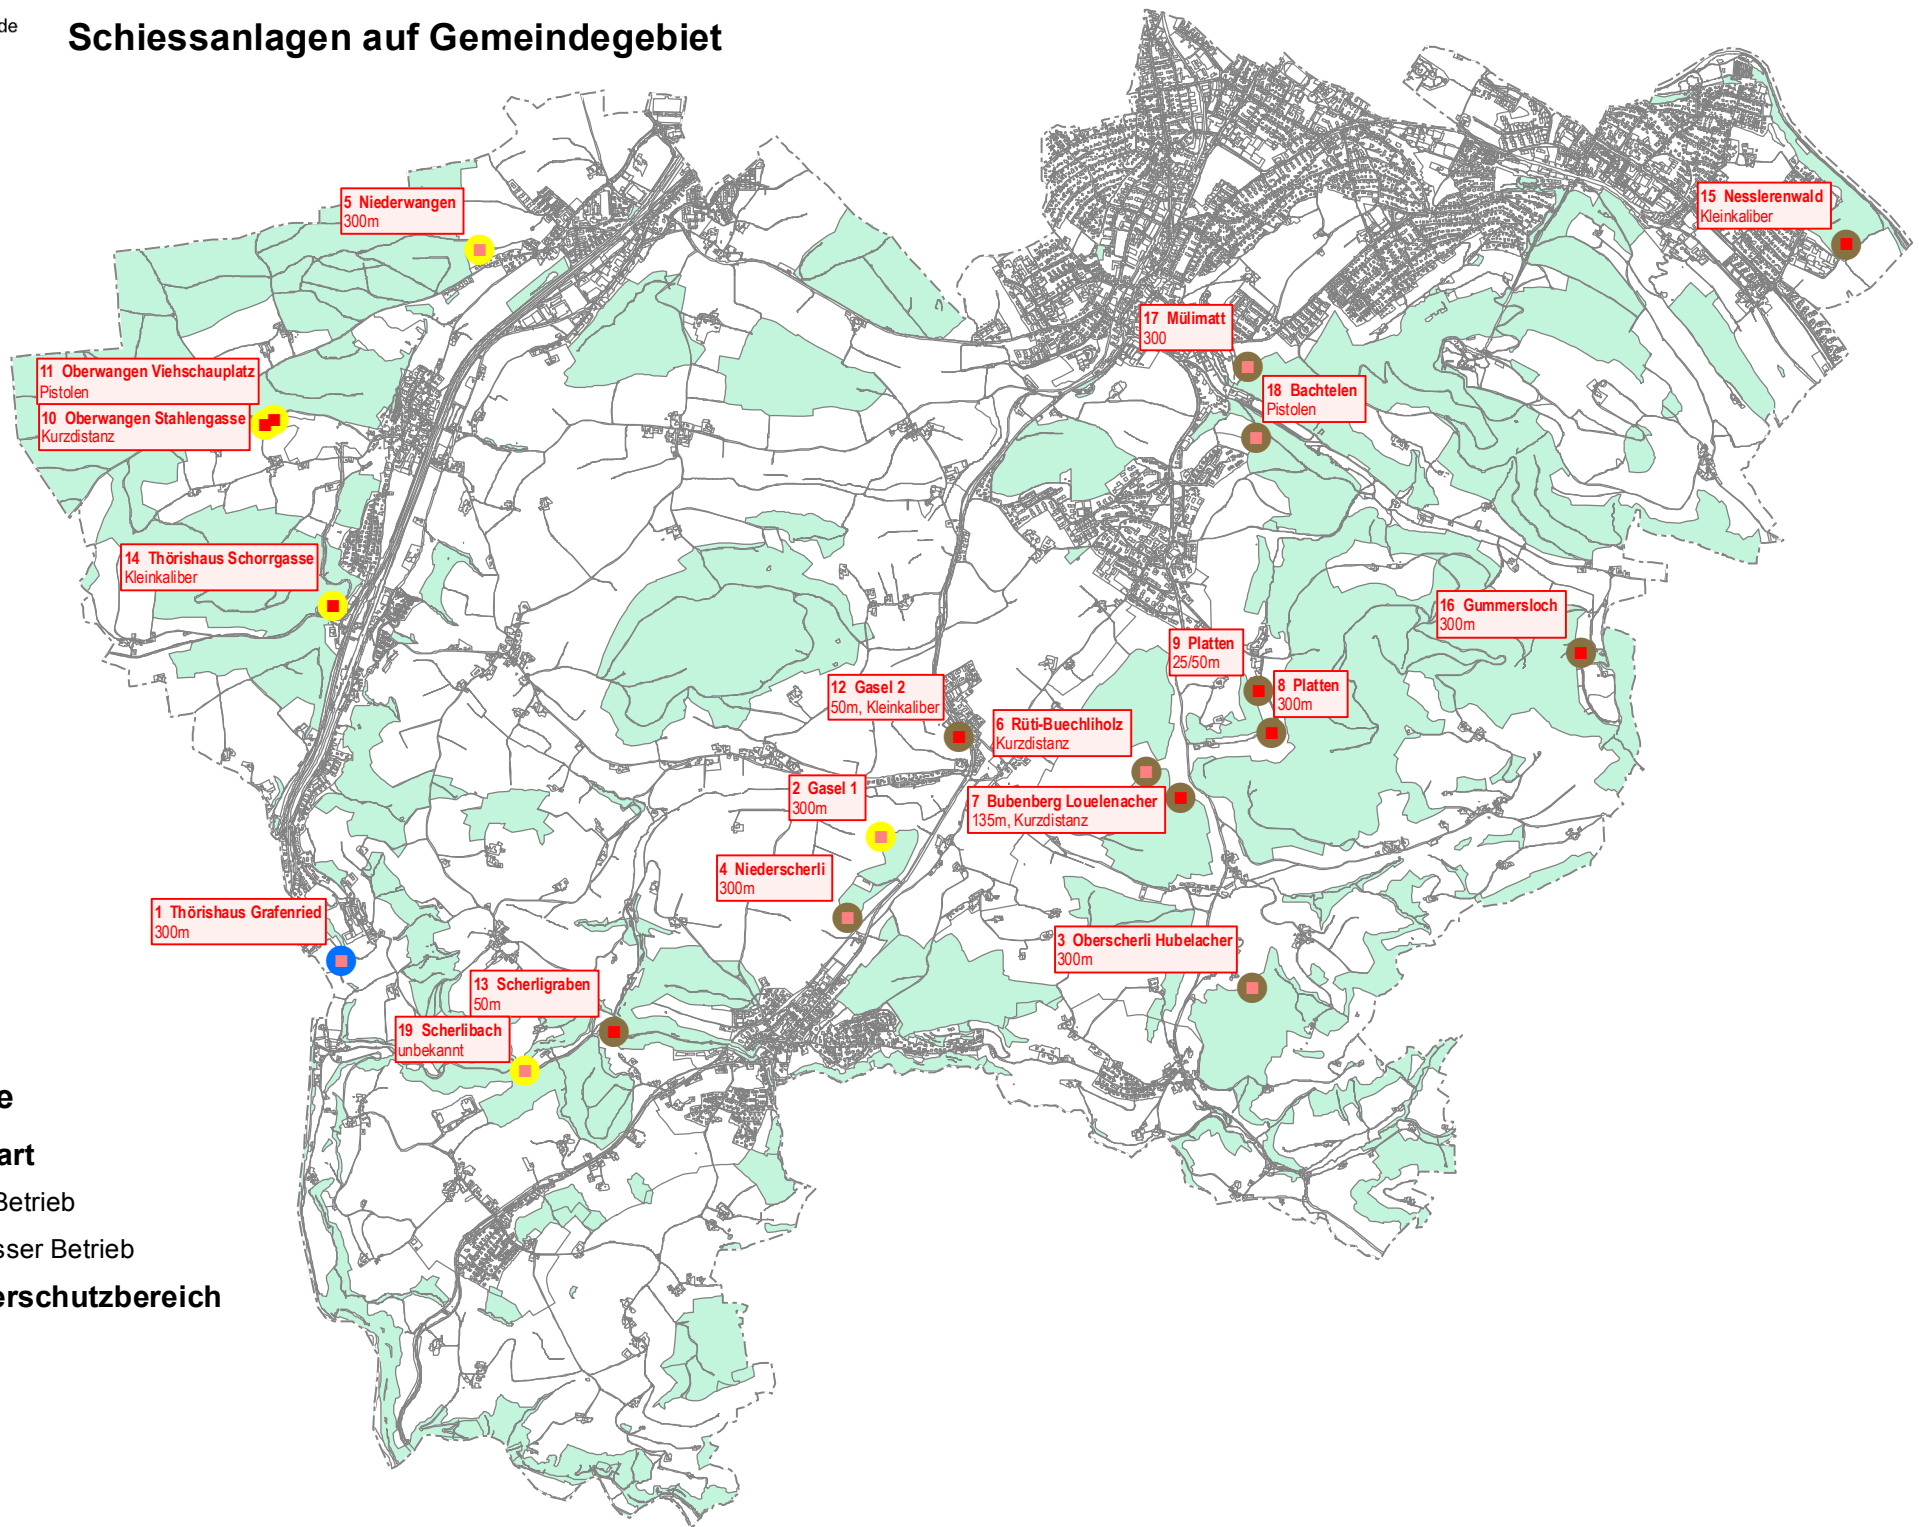 de
Schiessanlagen auf Gemeindegebiet
5 Niederwangen
300m
15 Nesslerenwald
Kleinkaliber
17 Mülimatt
300
11 Oberwangen Viehschauplatz
Pistolen
10 Oberwangen Stahlengasse
Kurzdistanz
18 Bachtelen
Pistolen
14 Thörishaus Schorrgasse
Kleinkaliber
16 Gummersloch
300m
9 Platten
25/50m
8 Platten
300m
12 Gasel 2
50m, Kleinkaliber
6 Rüti-Buechliholz
Kurzdistanz
2 Gasel 1
300m
7 Bubenberg Louelenacher
135m, Kurzdistanz
4 Niederscherli
300m
1 Thörishaus Grafenried
300m
3 Oberscherli Hubelacher
300m
13 Scherligraben
50m
19 Scherlibach
unbekannt
e
art
Betrieb
sser Betrieb
erschutzbereich